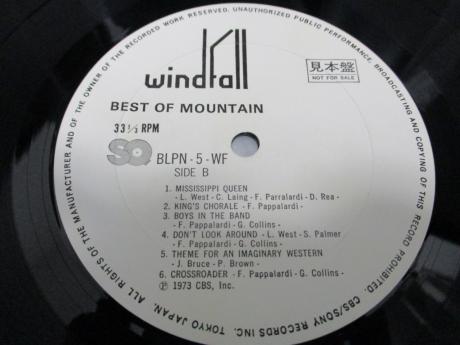 windfall
見本盤
NOT FOR SALE
BEST OF MOUNTAIN
33 1/3 RPM
SQ BLPN-5-WF
SIDE B
1. MISSISSIPPI QUEEN
- L. West - C. Laing - F. Parralardi - D. Rea -
2. KING'S CHORALE - F. Pappalardi -
3. BOYS IN THE BAND
- F. Pappalardi - G. Collins -
4. DON'T LOOK AROUND - L. West - S. Palmer
- F. Pappalardi - G. Collins -
5. THEME FOR AN IMAGINARY WESTERN
- J. Bruce - P. Brown -
6. CROSSROADER - F. Pappalardi - G. Collins -
Ⓟ 1973 CBS, Inc.
ALL RIGHTS OF THE MANUFACTURER AND OF THE OWNER OF THE RECORDED WORK RESERVED. UNAUTHORIZED PUBLIC PERFORMANCE, BROADCASTING AND COPYING OF THIS RECORD PROHIBITED. CBS/SONY RECORDS INC. TOKYO JAPAN.